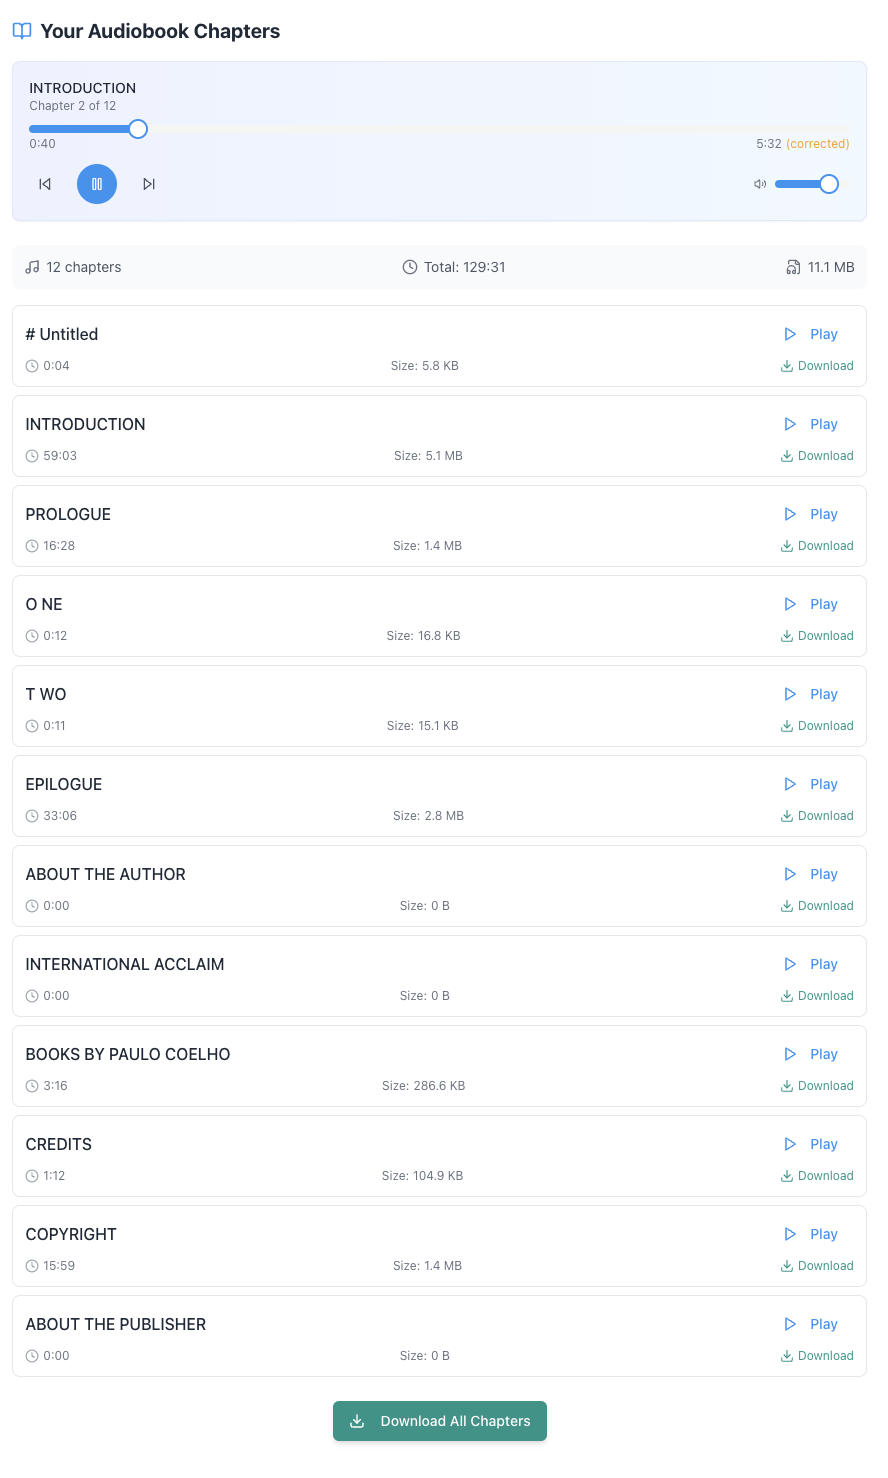 Your Audiobook Chapters
INTRODUCTION
Chapter 2 of 12
0:40 5:32 (corrected)
12 chapters Total: 129:31 11.1 MB
# Untitled Play
0:04 Size: 5.8 KB Download
INTRODUCTION Play
59:03 Size: 5.1 MB Download
PROLOGUE Play
16:28 Size: 1.4 MB Download
O NE Play
0:12 Size: 16.8 KB Download
T WO Play
0:11 Size: 15.1 KB Download
EPILOGUE Play
33:06 Size: 2.8 MB Download
ABOUT THE AUTHOR Play
0:00 Size: 0 B Download
INTERNATIONAL ACCLAIM Play
0:00 Size: 0 B Download
BOOKS BY PAULO COELHO Play
3:16 Size: 286.6 KB Download
CREDITS Play
1:12 Size: 104.9 KB Download
COPYRIGHT Play
15:59 Size: 1.4 MB Download
ABOUT THE PUBLISHER Play
0:00 Size: 0 B Download
Download All Chapters